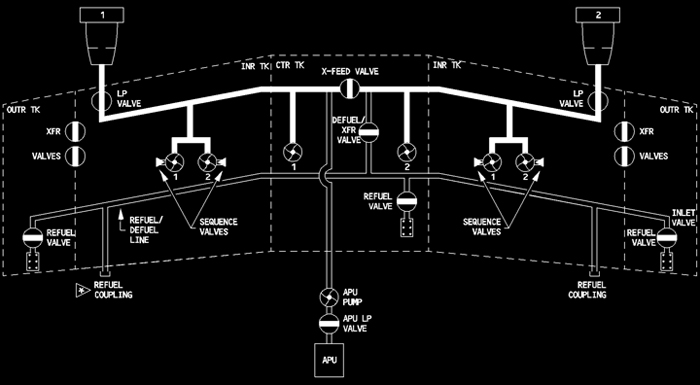 1
2
INR TK
CTR TK
X-FEED VALVE
INR TK
LP
VALVE
LP
VALVE
OUTR TK
OUTR TK
XFR
VALVES
DEFUEL/
XFR VALVE
XFR
VALVES
1
2
1
2
1
2
REFUEL
VALVE
INLET
VALVE
REFUEL/
DEFUEL
LINE
SEQUENCE
VALVES
SEQUENCE
VALVES
REFUEL
VALVE
REFUEL
VALVE
REFUEL
COUPLING
REFUEL
COUPLING
APU
PUMP
APU LP
VALVE
APU